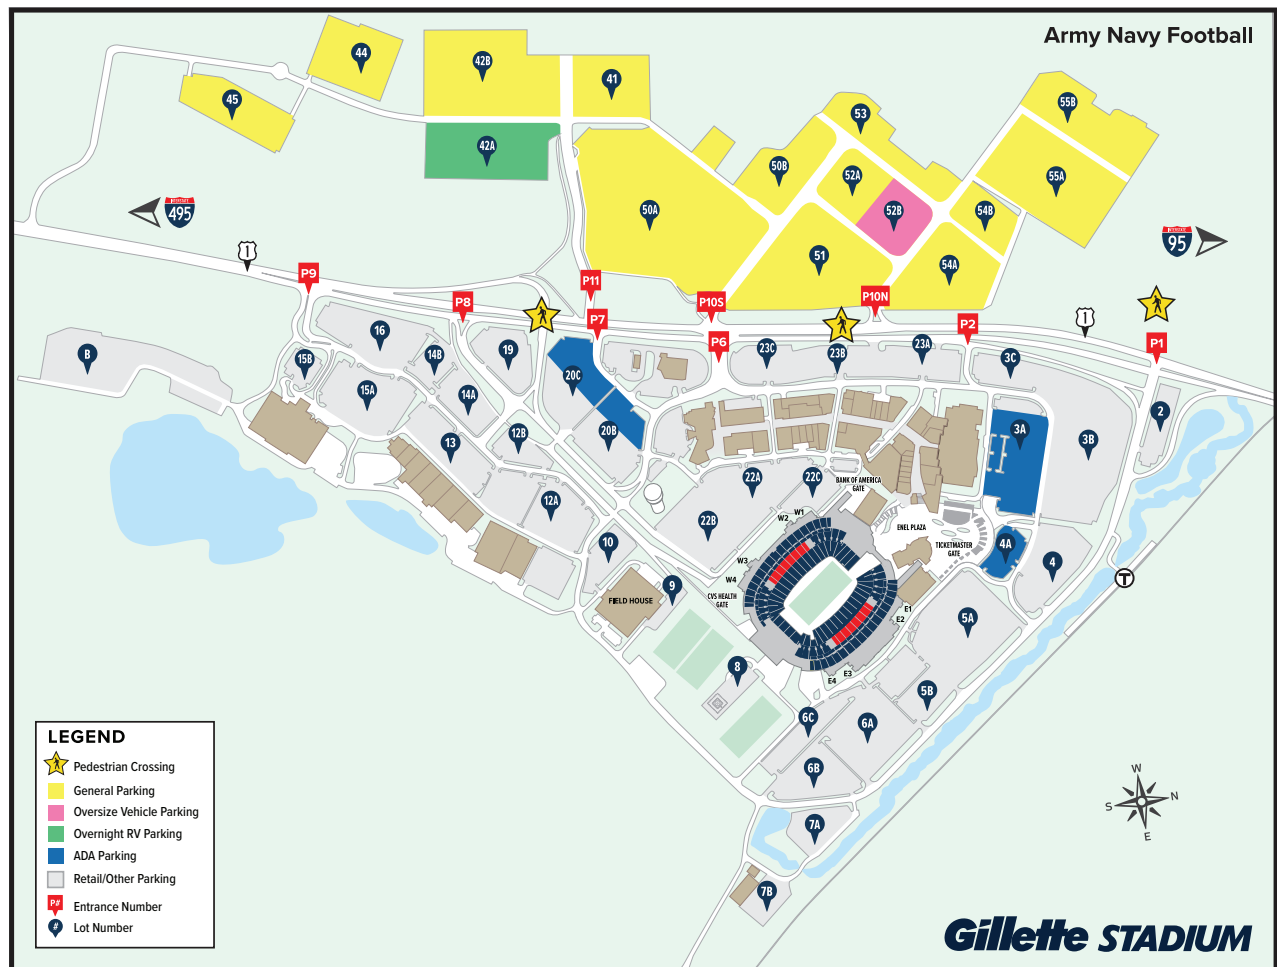 Army Navy Football
44
42B
41
45
42A
53
55B
50B
52A
55A
50A
52B
54B
INTERSTATE
495
INTERSTATE
95
51
54A
1
P9
P11
P10S
P10N
P8
P7
P6
P2
1
P1
B
16
15B
14B
19
20C
23C
23B
23A
3C
15A
14A
20B
2
13
12B
3A
3B
12A
22A
22C
BANK OF AMERICA
GATE
22B
W2
W1
ENEL PLAZA
TICKETMASTER
GATE
10
4A
4
W3
W4
CVS HEALTH
GATE
T
9
FIELD HOUSE
E1
E2
5A
8
E3
E4
5B
6C
6A
6B
7A
7B
LEGEND
Pedestrian Crossing
General Parking
Oversize Vehicle Parking
Overnight RV Parking
ADA Parking
Retail/Other Parking
P# Entrance Number
# Lot Number
W
S
N
E
Gillette STADIUM